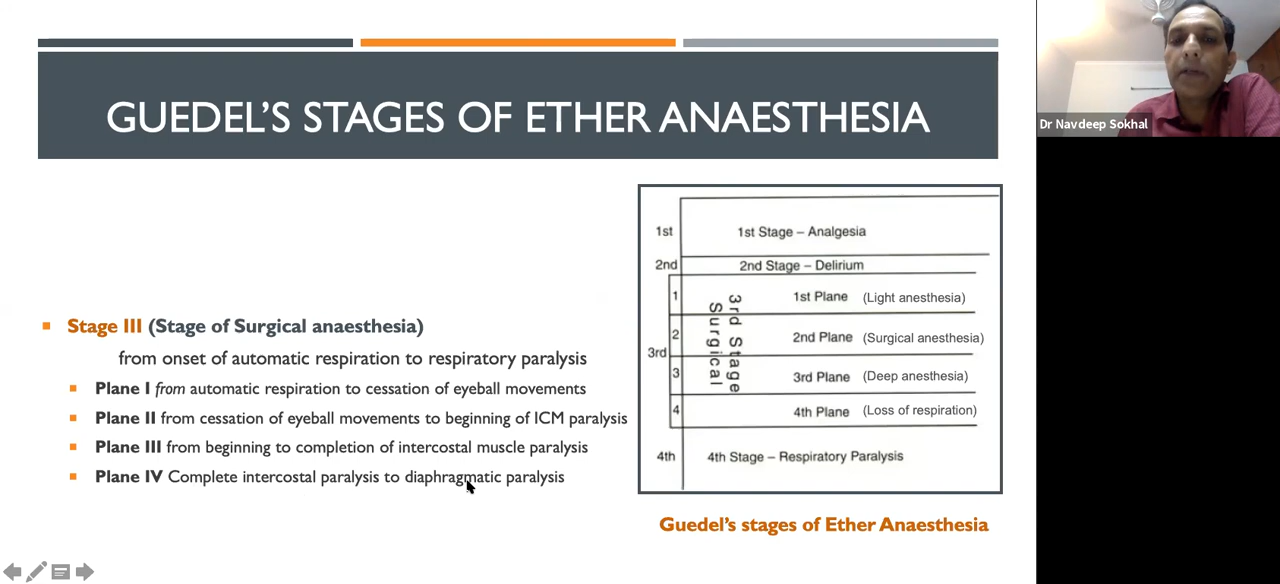 GUEDEL'S STAGES OF ETHER ANAESTHESIA
Dr Navdeep Sokhal
Stage III (Stage of Surgical anaesthesia)
from onset of automatic respiration to respiratory paralysis
Plane I from automatic respiration to cessation of eyeball movements
Plane II from cessation of eyeball movements to beginning of ICM paralysis
Plane III from beginning to completion of intercostal muscle paralysis
Plane IV Complete intercostal paralysis to diaphragmatic paralysis
1st 1st Stage – Analgesia
2nd 2nd Stage – Delirium
3rd
3rd Stage
Surgical
1 1st Plane (Light anesthesia)
2 2nd Plane (Surgical anesthesia)
3 3rd Plane (Deep anesthesia)
4 4th Plane (Loss of respiration)
4th 4th Stage – Respiratory Paralysis
Guedel's stages of Ether Anaesthesia